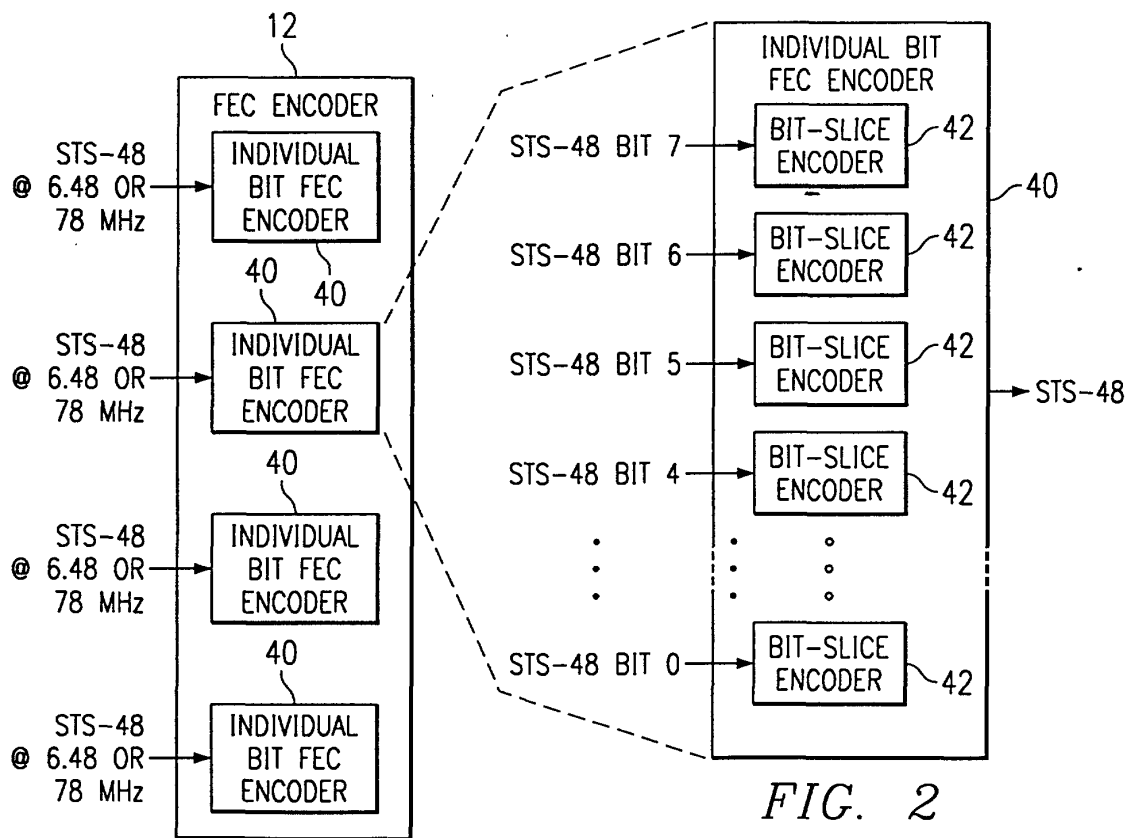 12
FEC ENCODER
STS-48
@ 6.48 OR
78 MHz
INDIVIDUAL
BIT FEC
ENCODER
40
40
STS-48
@ 6.48 OR
78 MHz
INDIVIDUAL
BIT FEC
ENCODER
40
STS-48
@ 6.48 OR
78 MHz
INDIVIDUAL
BIT FEC
ENCODER
40
STS-48
@ 6.48 OR
78 MHz
INDIVIDUAL
BIT FEC
ENCODER
INDIVIDUAL BIT
FEC ENCODER
STS-48 BIT 7
BIT-SLICE
ENCODER
42
40
STS-48 BIT 6
BIT-SLICE
ENCODER
42
STS-48 BIT 5
BIT-SLICE
ENCODER
42
STS-48
STS-48 BIT 4
BIT-SLICE
ENCODER
42
STS-48 BIT 0
BIT-SLICE
ENCODER
42
FIG. 2